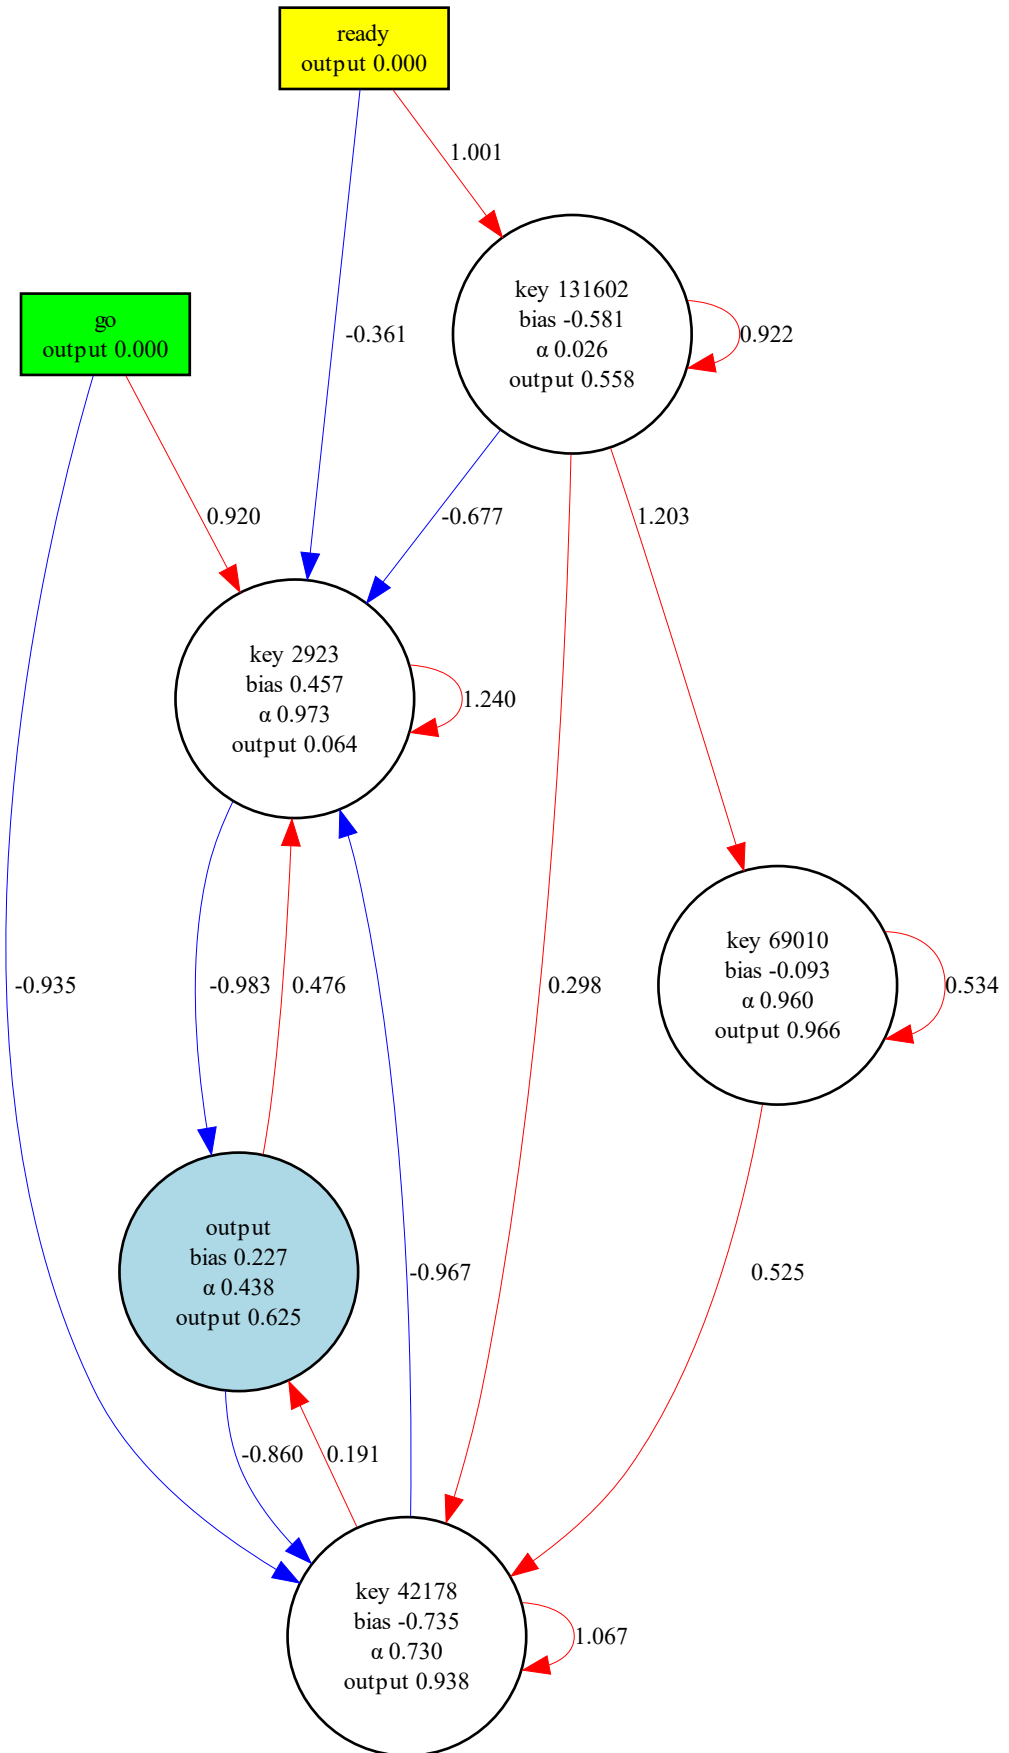 ready
output 0.000
1.001
key 131602
bias -0.581
α 0.026
output 0.558
0.922
go
output 0.000
-0.361
0.920
-0.677
1.203
key 2923
bias 0.457
α 0.973
output 0.064
1.240
key 69010
bias -0.093
α 0.960
output 0.966
0.534
-0.935
-0.983
0.476
0.298
output
bias 0.227
α 0.438
output 0.625
-0.967
0.525
-0.860
0.191
key 42178
bias -0.735
α 0.730
output 0.938
1.067